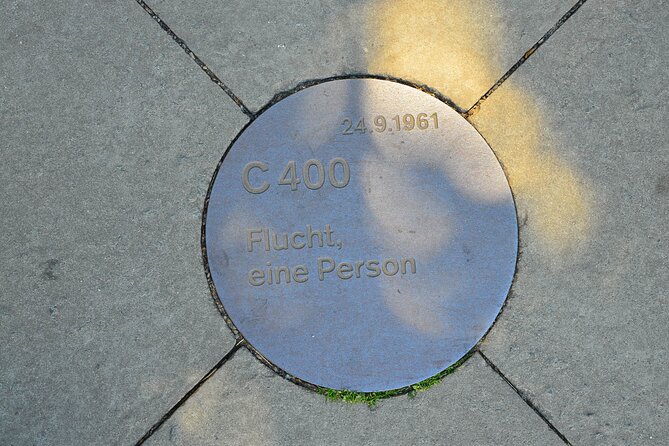 24.9.1961
C 400
Flucht,
eine Person